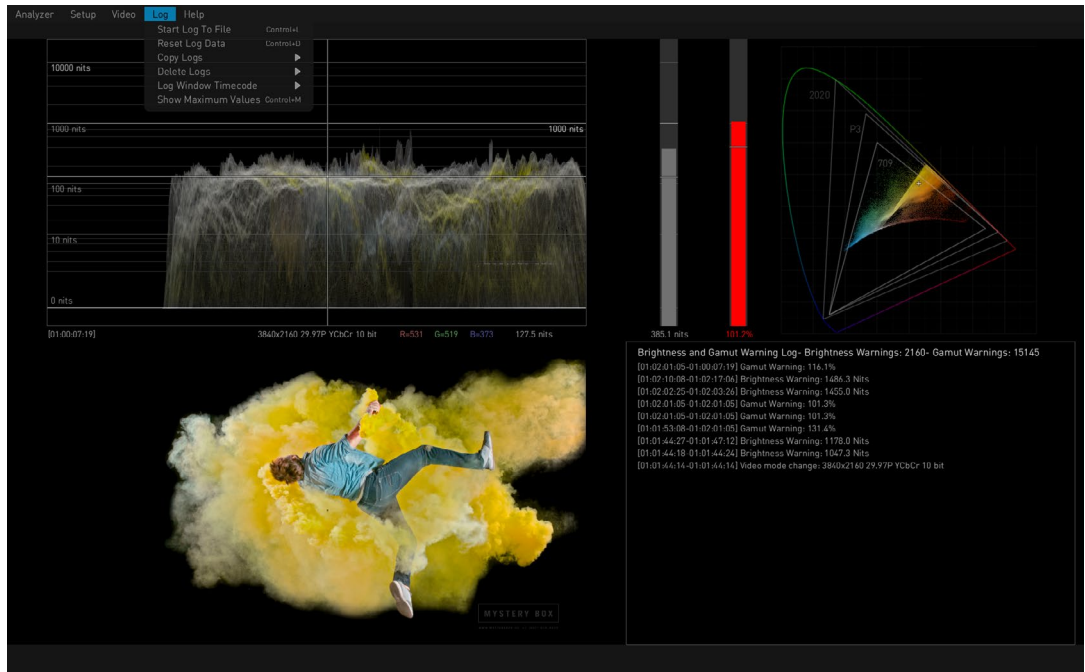 Analyzer Setup Video Log Help
Start Log To File Control+L
Reset Log Data Control+D
Copy Logs
Delete Logs
Log Window Timecode
Show Maximum Values Control+M
10000 nits
1000 nits 1000 nits
100 nits
10 nits
0 nits
[01:00:07:19] 3840x2160 29.97P YCbCr 10 bit R=531 G=519 B=373 127.5 nits
385.1 nits 101.2%
2020
P3
709
Brightness and Gamut Warning Log- Brightness Warnings: 2160- Gamut Warnings: 15145
[01:02:01:05-01:00:07:19] Gamut Warning: 116.1%
[01:02:10:08-01:02:17:06] Brightness Warning: 1486.3 Nits
[01:02:02:25-01:02:03:26] Brightness Warning: 1455.0 Nits
[01:02:01:05-01:02:01:05] Gamut Warning: 101.3%
[01:02:01:05-01:02:01:05] Gamut Warning: 101.3%
[01:01:53:08-01:02:01:05] Gamut Warning: 131.4%
[01:01:44:27-01:01:47:12] Brightness Warning: 1178.0 Nits
[01:01:44:18-01:01:44:24] Brightness Warning: 1047.3 Nits
[01:01:44:14-01:01:44:14] Video mode change: 3840x2160 29.97P YCbCr 10 bit
MYSTERY BOX